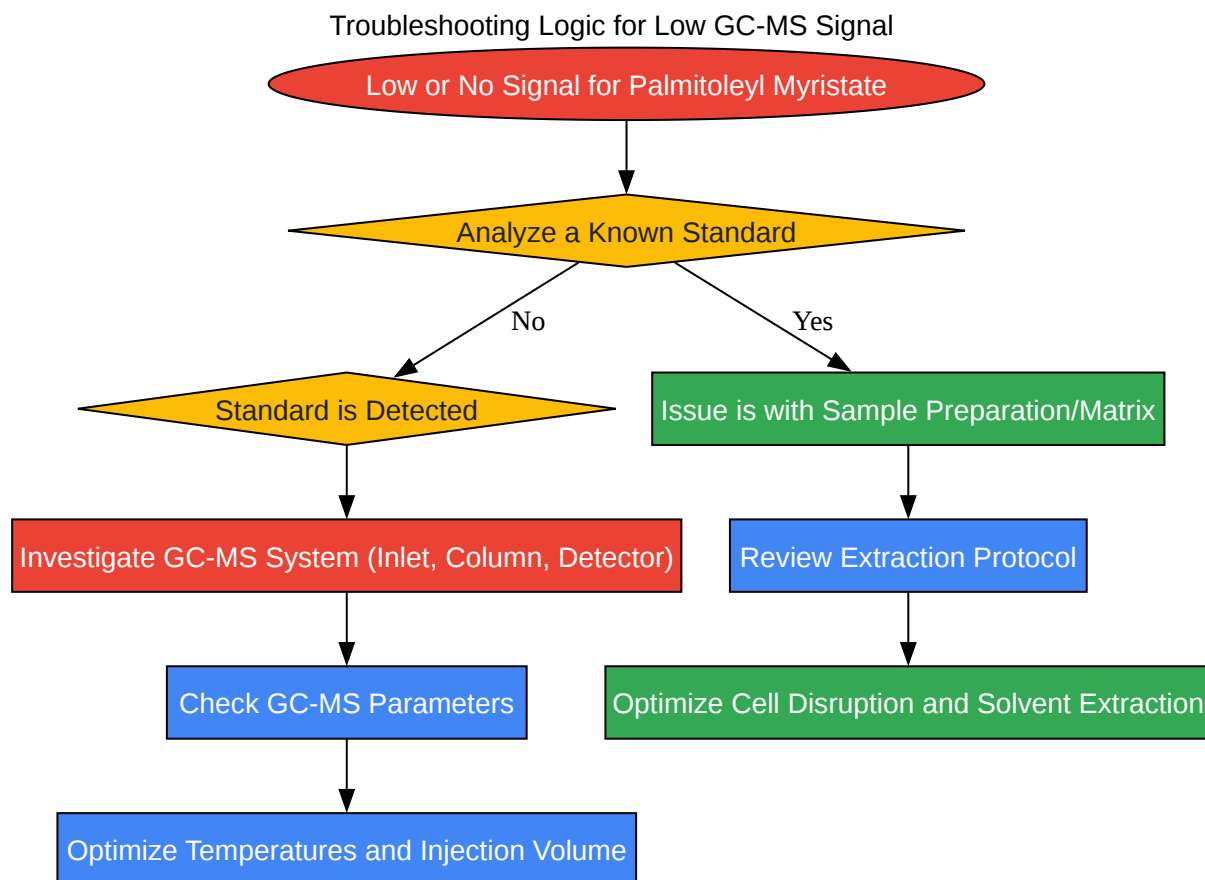 Troubleshooting Logic for Low GC-MS Signal
Low or No Signal for Palmitoleyl Myristate
Analyze a Known Standard
No
Yes
Standard is Detected
Issue is with Sample Preparation/Matrix
Investigate GC-MS System (Inlet, Column, Detector)
Review Extraction Protocol
Check GC-MS Parameters
Optimize Cell Disruption and Solvent Extraction
Optimize Temperatures and Injection Volume